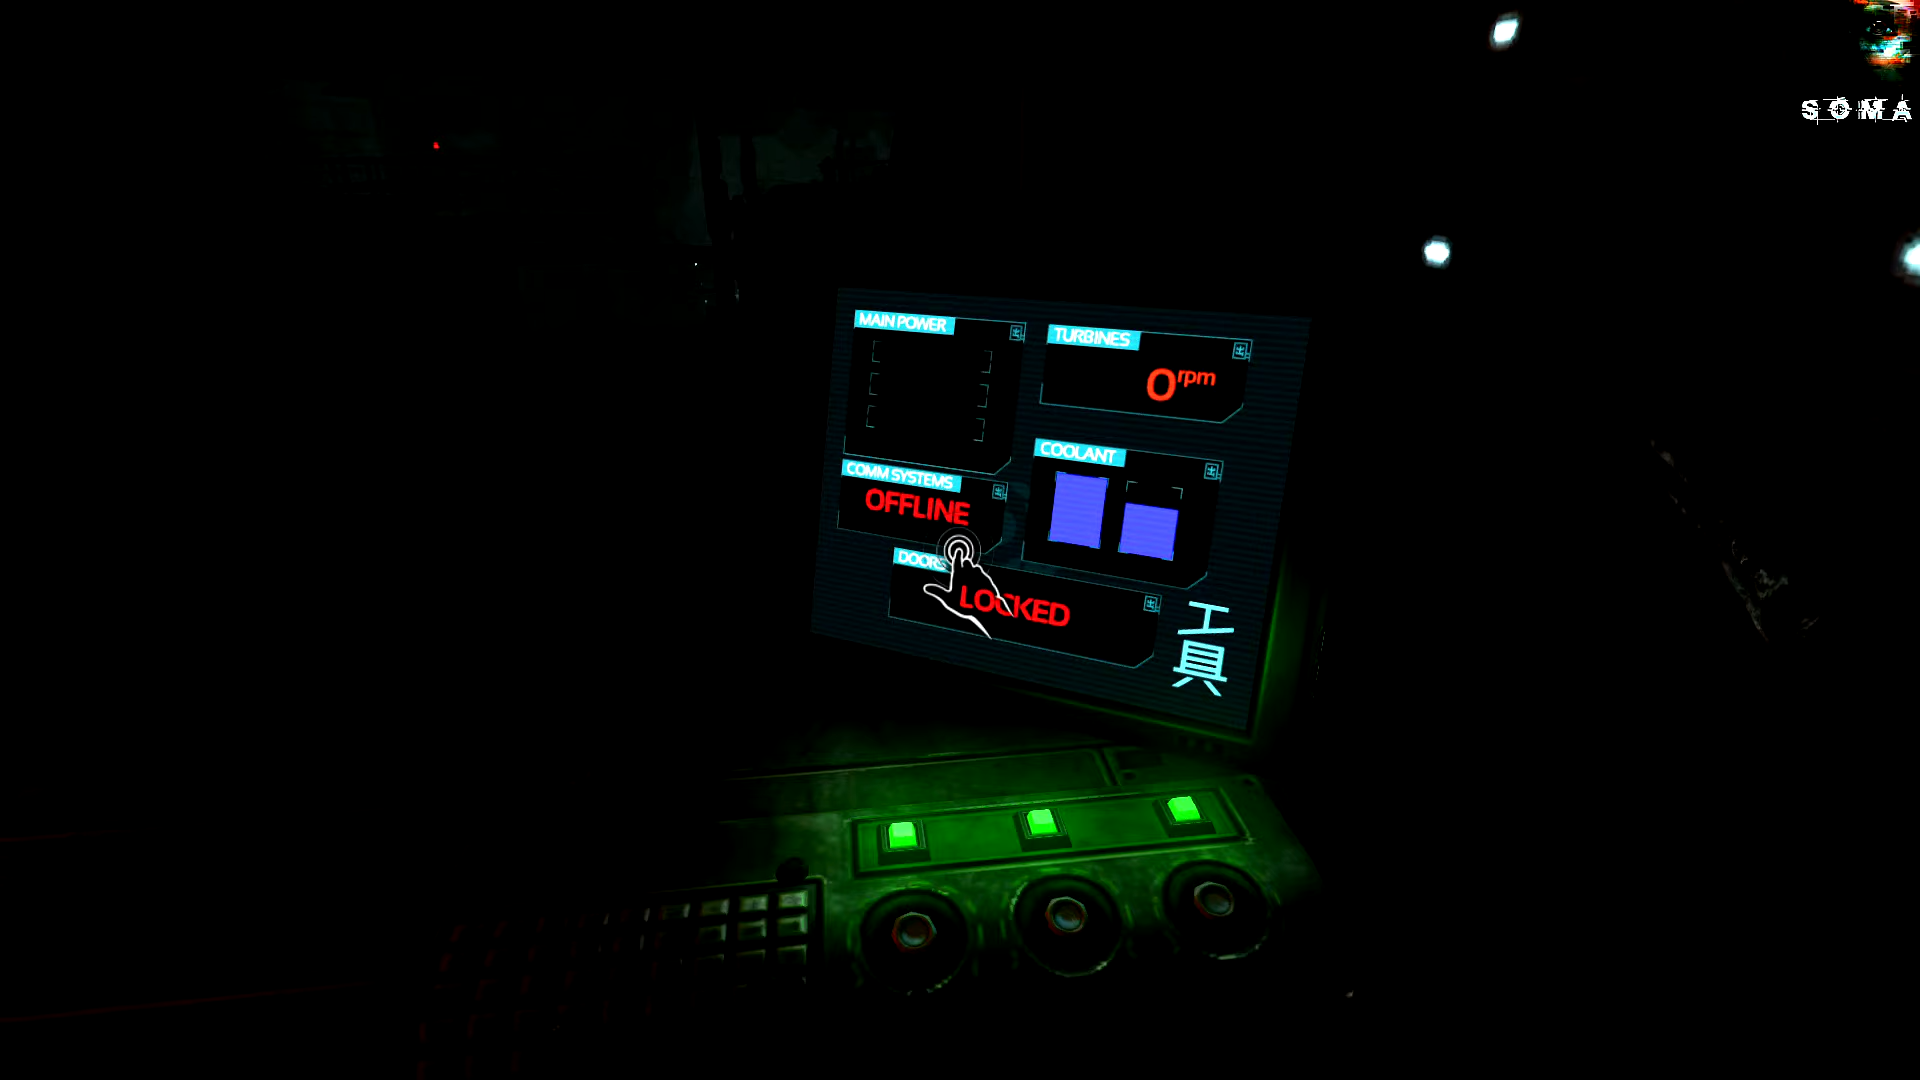 SOMA
MAIN POWER
TURBINES
0rpm
COMM SYSTEMS
OFFLINE
COOLANT
DOORS
LOCKED
工具